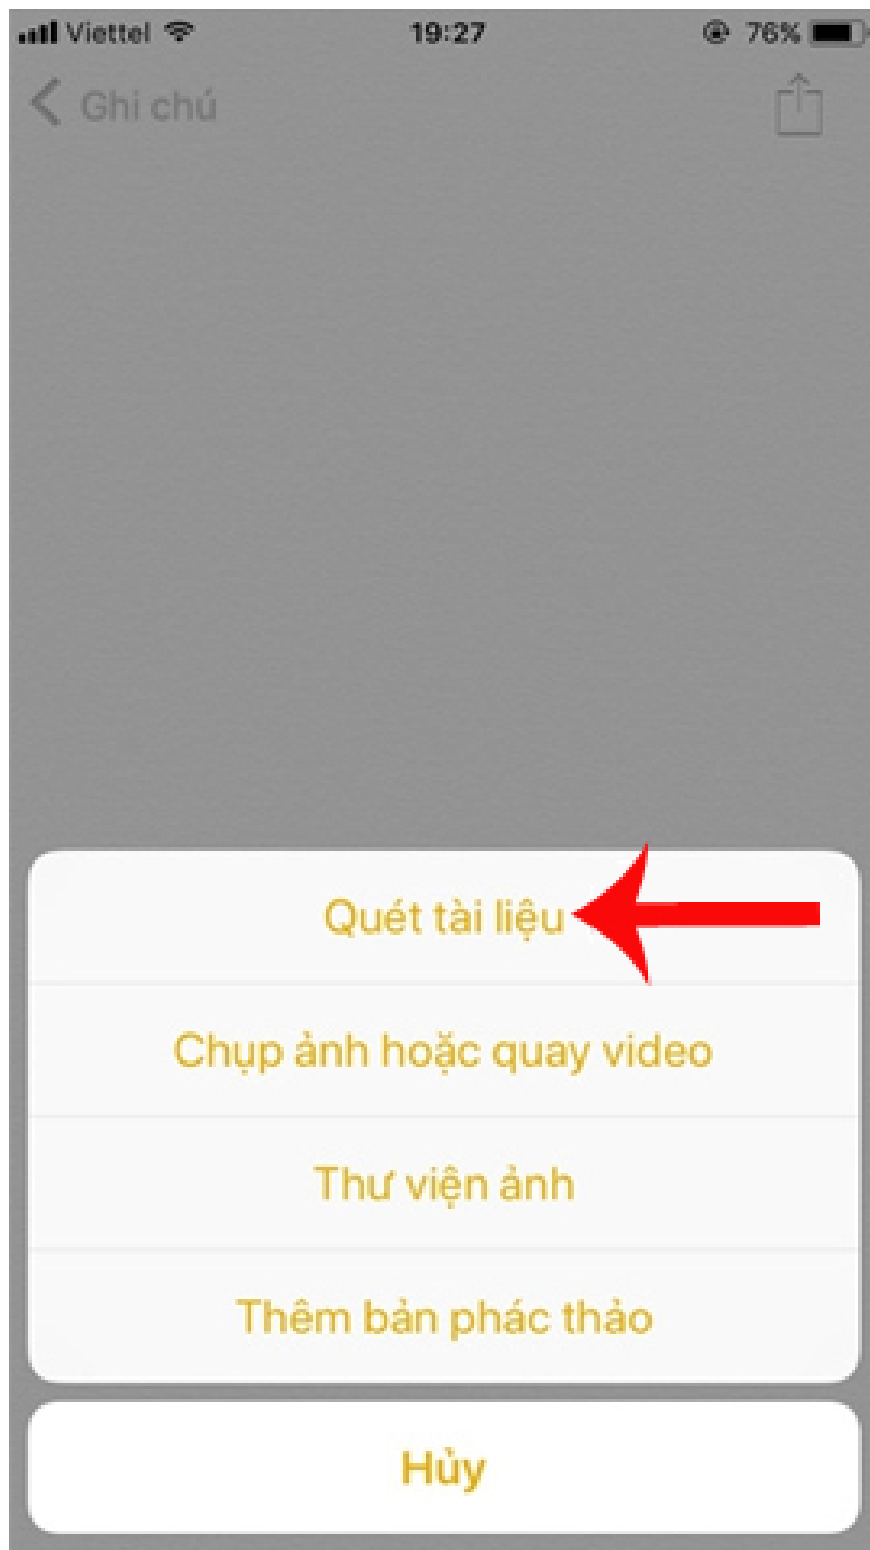 Viettel 19:27 76%
Ghi chú
Quét tài liệu
Chụp ảnh hoặc quay video
Thư viện ảnh
Thêm bản phác thảo
Hủy